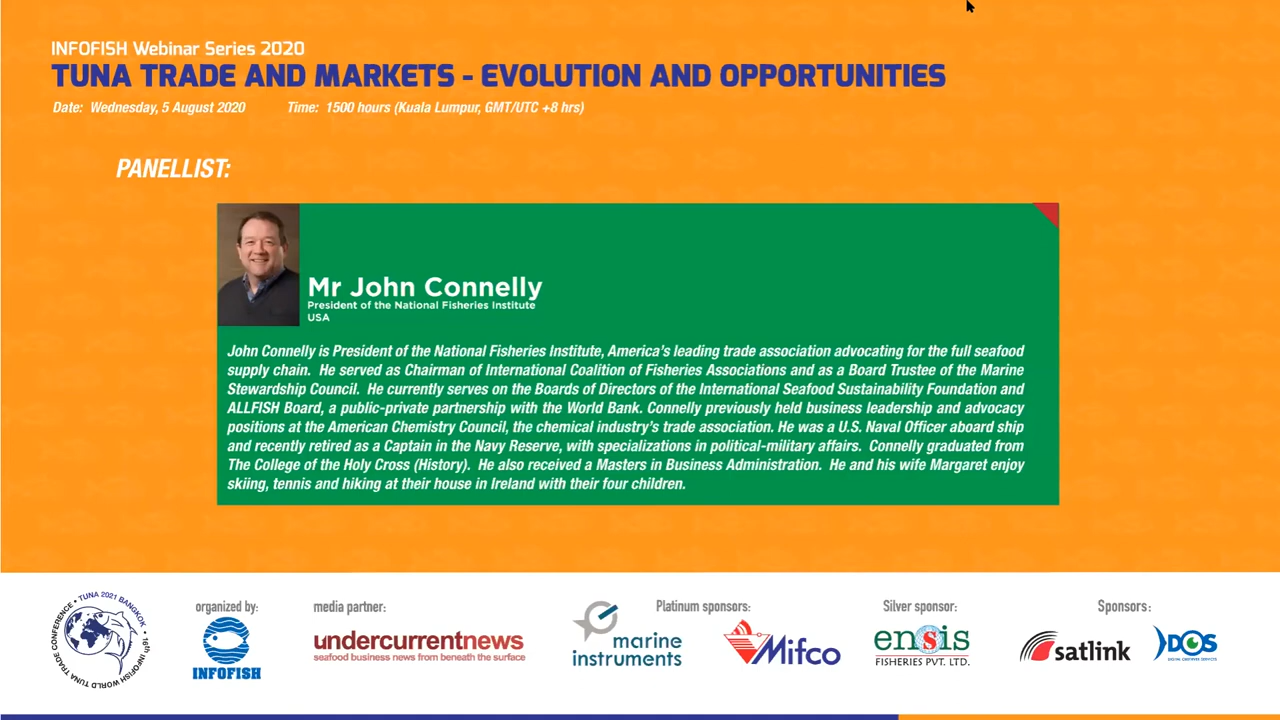 INFOFISH Webinar Series 2020
TUNA TRADE AND MARKETS - EVOLUTION AND OPPORTUNITIES
Date: Wednesday, 5 August 2020 Time: 1500 hours (Kuala Lumpur, GMT/UTC +8 hrs)
PANELLIST:
Mr John Connelly
President of the National Fisheries Institute
USA
John Connelly is President of the National Fisheries Institute, America's leading trade association advocating for the full seafood
supply chain. He served as Chairman of International Coalition of Fisheries Associations and as a Board Trustee of the Marine
Stewardship Council. He currently serves on the Boards of Directors of the International Seafood Sustainability Foundation and
ALLFISH Board, a public-private partnership with the World Bank. Connelly previously held business leadership and advocacy
positions at the American Chemistry Council, the chemical industry's trade association. He was a U.S. Naval Officer aboard ship
and recently retired as a Captain in the Navy Reserve, with specializations in political-military affairs. Connelly graduated from
The College of the Holy Cross (History). He also received a Masters in Business Administration. He and his wife Margaret enjoy
skiing, tennis and hiking at their house in Ireland with their four children.
TUNA 2021 BANGKOK • 16th INFOFISH WORLD TUNA TRADE CONFERENCE •
organized by:
INFOFISH
media partner:
undercurrentnews
seafood business news from beneath the surface
Platinum sponsors:
marine
instruments
Mifco
Silver sponsor:
ensis
FISHERIES PVT. LTD.
Sponsors:
satlink
DOS